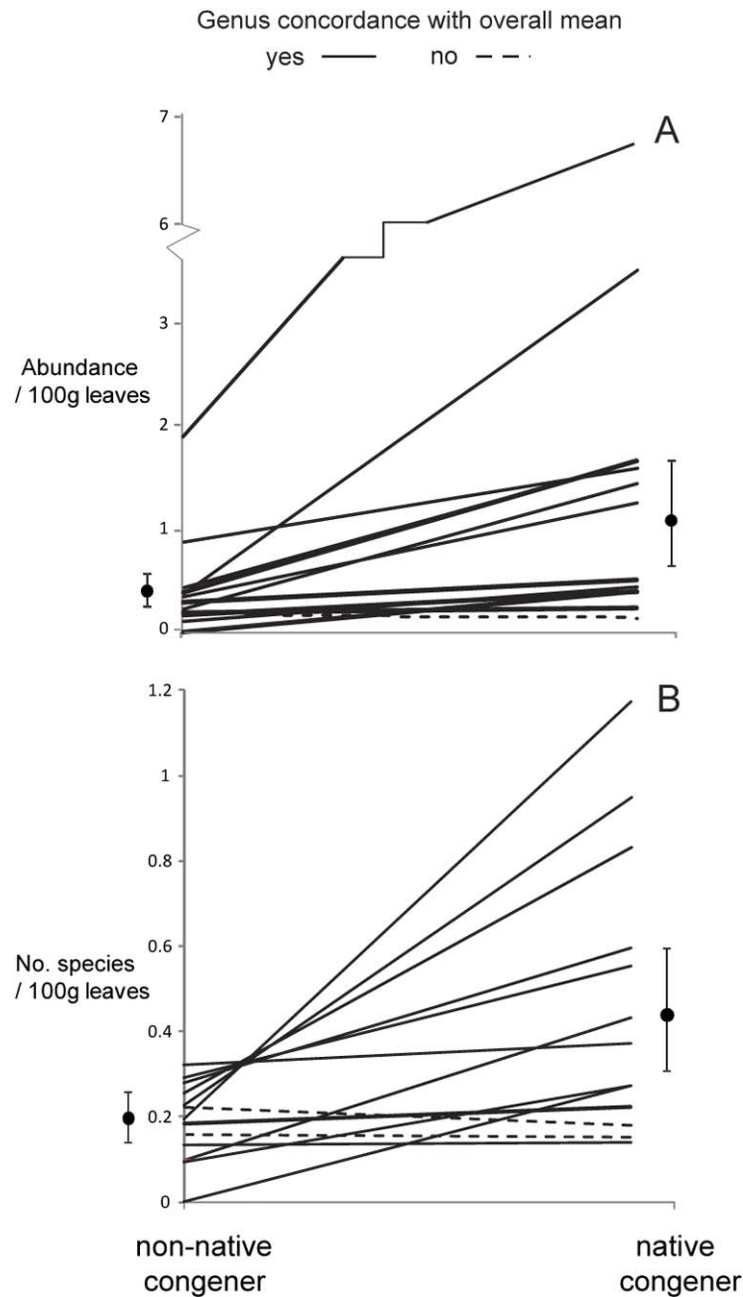 Genus concordance with overall mean
yes no
A
7
6
3
Abundance
/ 100g leaves
2
1
0
B
1.2
1
0.8
0.6
No. species
/ 100g leaves
0.4
0.2
0
non-native
congener
native
congener